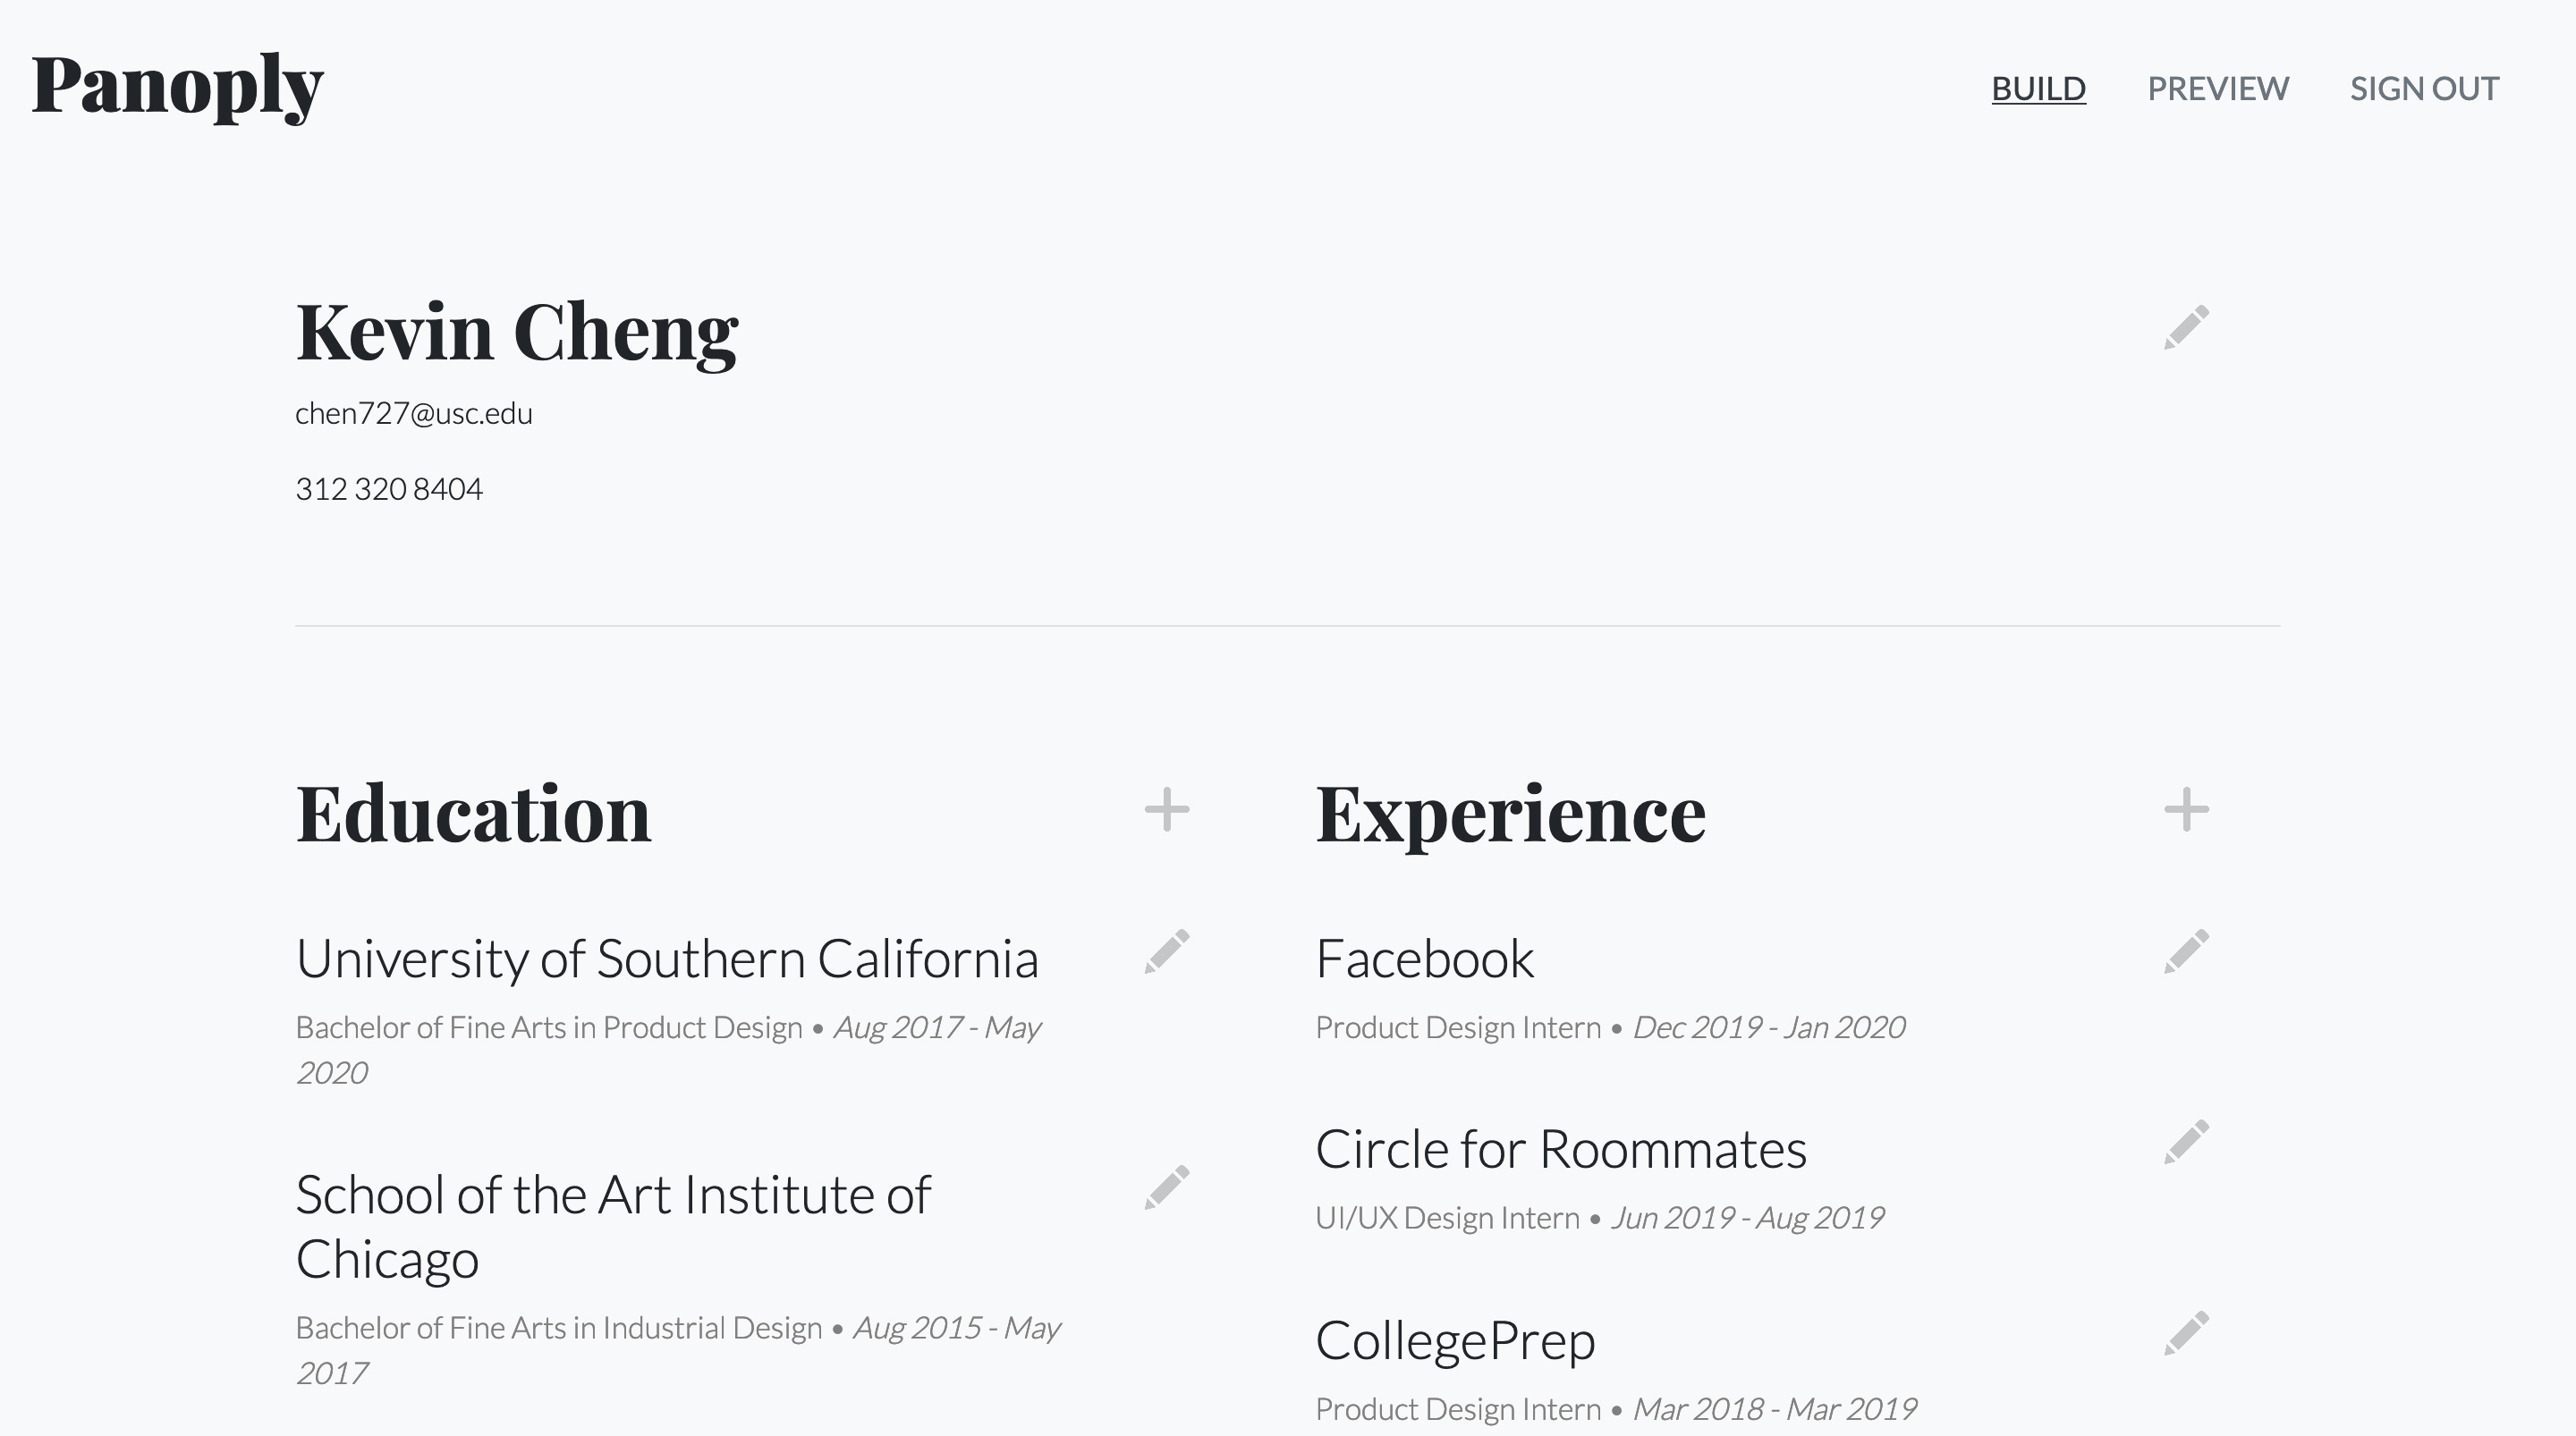 Panoply
BUILD PREVIEW SIGN OUT
Kevin Cheng
chen727@usc.edu
312 320 8404
Education
University of Southern California
Bachelor of Fine Arts in Product Design • Aug 2017 - May
2020
School of the Art Institute of
Chicago
Bachelor of Fine Arts in Industrial Design • Aug 2015 - May
2017
Experience
Facebook
Product Design Intern • Dec 2019 - Jan 2020
Circle for Roommates
UI/UX Design Intern • Jun 2019 - Aug 2019
CollegePrep
Product Design Intern • Mar 2018 - Mar 2019